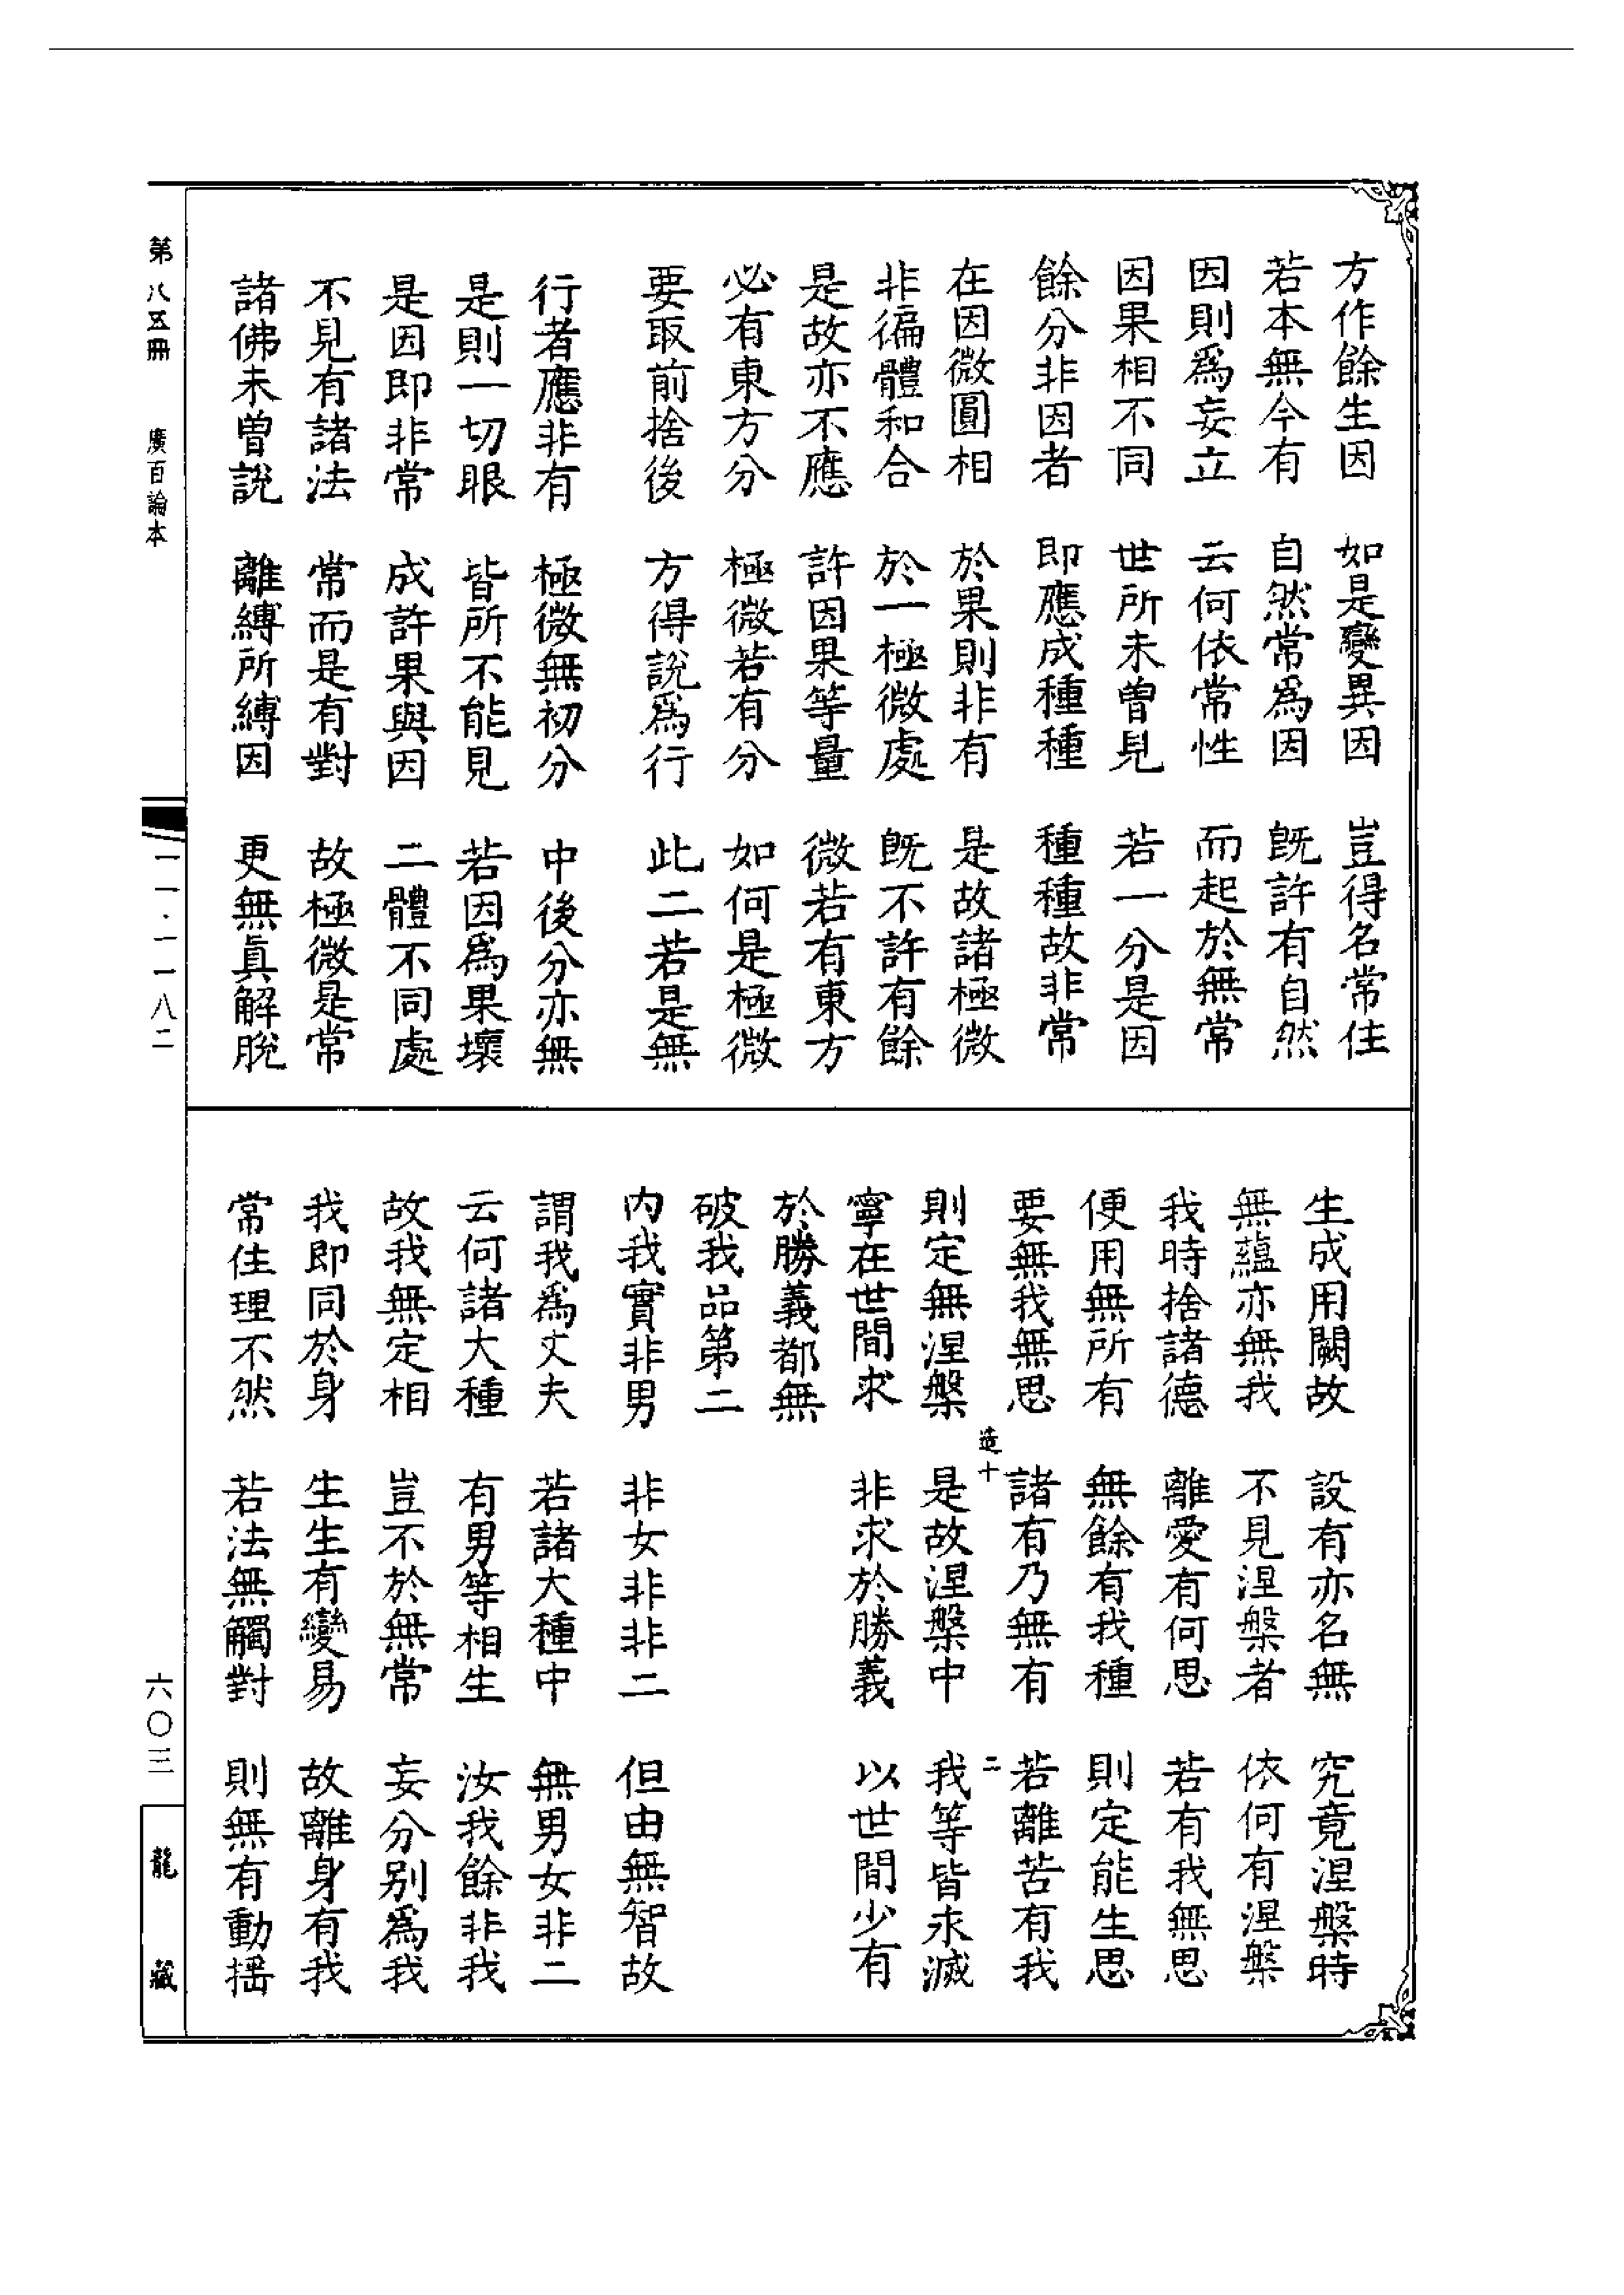 方作餘生因　如是變異因　豈得名常住
若本無今有　自然常爲因　既許有自然
因則爲妄立　云何依常性　而起於無常
因果相不同　世所未曾見　若一分是因
餘分非因者　即應成種種　種種故非常
在因微圓相　於果則非有　是故諸極微
非徧體和合　於一極微處　既不許有餘
是故亦不應　許因果等量　微若有東方
必有東方分　極微若有分　如何是極微
要取前捨後　方得說爲行　此二若是無
行者應非有　極微無初分　中後分亦無
是則一切眼　皆所不能見　若因爲果壞
是因即非常　成許果與因　二體不同處
不見有諸法　常而是有對　故極微是常
諸佛未曾說　離縛所縛因　更無眞解脫
生成用闕故　設有亦名無　究竟涅槃時
無蘊亦無我　不見涅槃者　依何有涅槃
我時捨諸德　離愛有何思　若有我無思
便用無所有　無餘有我種　則定能生思
要無我無思　諸有乃無有　若離苦有我
造十　二
則定無涅槃　是故涅槃中　我等皆永滅
寧在世間求　非求於勝義　以世間少有
於勝義都無
破我品第二
內我實非男　非女非非二　但由無智故
謂我爲丈夫　若諸大種中　無男女非二
云何諸大種　有男等相生　汝我餘非我
故我無定相　豈不於無常　妄分別爲我
我即同於身　生生有變易　故離身有我
常住理不然　若法無觸對　則無有動搖
第八五冊　廣百論本　一一·一一八二　六〇三　龍藏